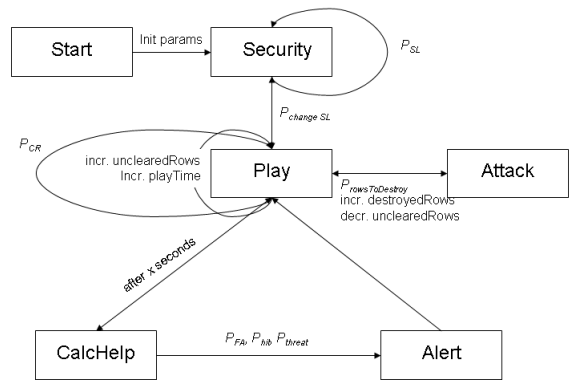 Start
Init params
Security
P_SL
P_change SL
P_CR
incr. unclearedRows
Incr. playTime
Play
P_rowsToDestroy
incr. destroyedRows
decr. unclearedRows
Attack
after x seconds
CalcHelp
P_FA, P_hib, P_threat
Alert